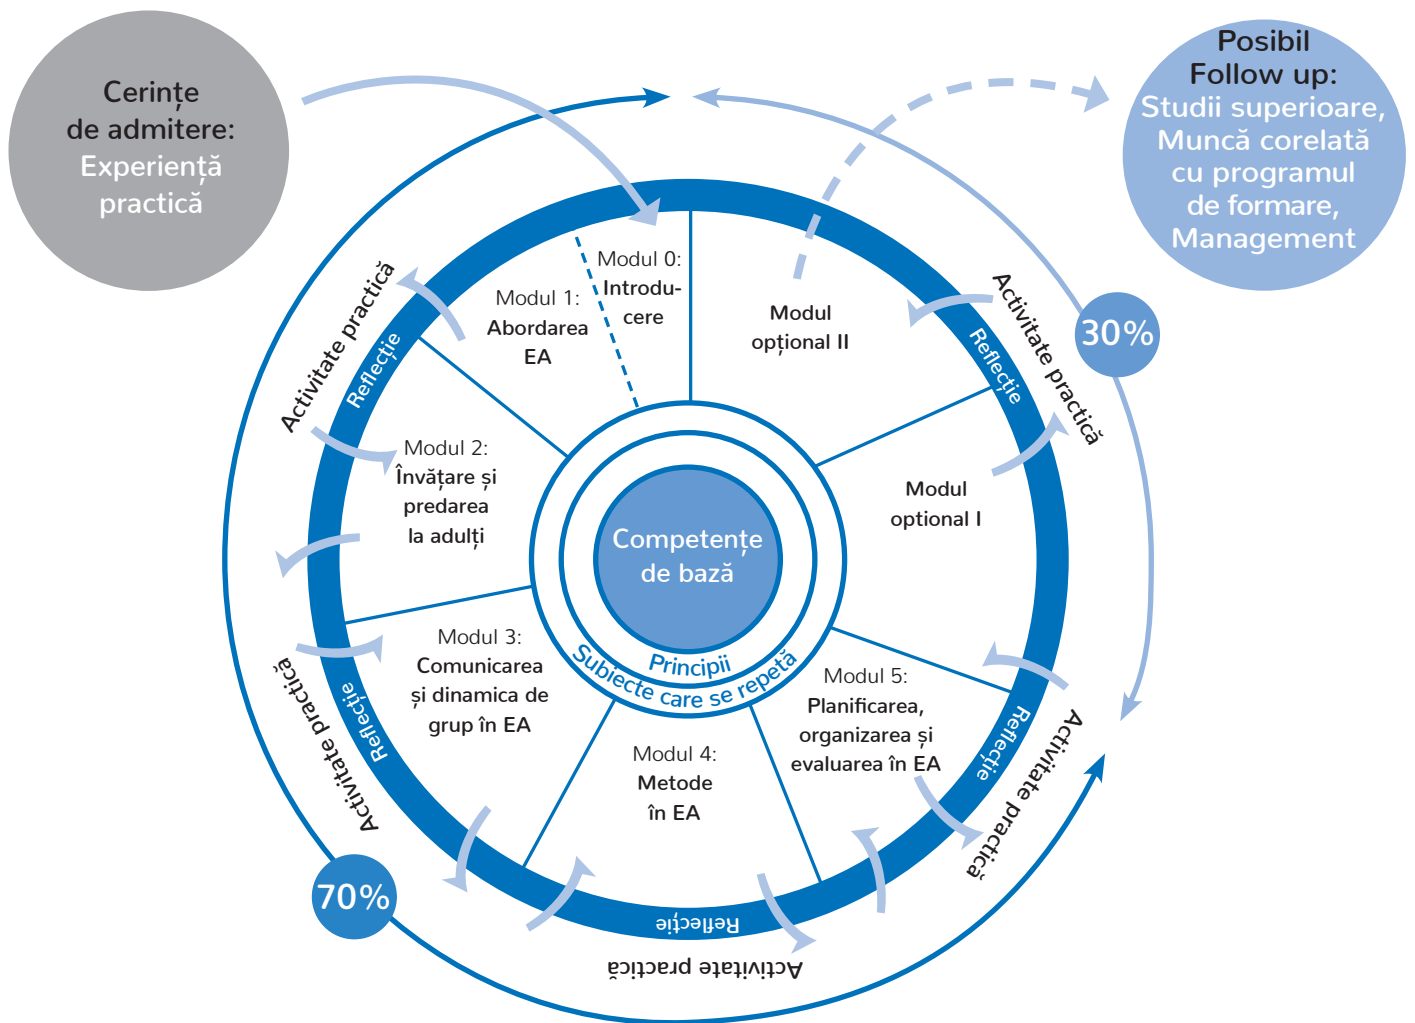 Cerințe
de admitere:
Experiență
practică
Posibil
Follow up:
Studii superioare,
Muncă corelată
cu programul
de formare,
Management
30%
70%
Modul 0:
Introdu-
cere
Modul 1:
Abordarea
EA
Modul 2:
Învățare și
predarea
la adulți
Modul 3:
Comunicarea
și dinamica de
grup în EA
Modul 4:
Metode
în EA
Modul 5:
Planificarea,
organizarea și
evaluarea în EA
Modul
optional I
Modul
opțional II
Competențe
de bază
Principii
Subiecte care se repetă
Reflecție
Reflecție
Reflecție
Reflecție
Reflecție
Activitate practică
Activitate practică
Activitate practică
Activitate practică
Activitate practică